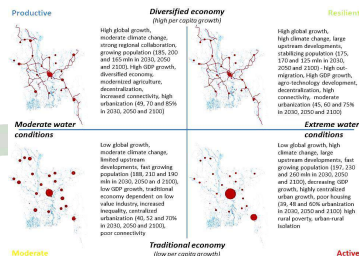 Productive
Diversified economy
(high per capita growth)
Resilient
High global growth,
moderate climate change,
strong regional collaboration,
growing population (185, 200
and 165 mln in 2030, 2050
and 2100). High GDP growth,
diversified economy,
modernized agriculture,
decentralization,
increased connectivity, high
urbanization (49, 70 and 85%
in 2030, 2050 and 2100)
High global growth,
high climate change, large
upstream developments,
stabilizing population (175,
170 and 125 mln in 2030,
2050 and 2100) - high out-
migration, High GDP growth,
agro-technology development,
decentralization, high
connectivity, moderate
urbanization (45, 60 and 75%
in 2030, 2050 and 2100)
Moderate water
conditions
Extreme water
conditions
Low global growth,
moderate climate change,
limited upstream
developments, fast growing
population (188, 210 and 190
mln in 2030, 2050 and 2100),
low GDP growth, traditional
economy dependent on low
value industry, increased
inequality, centralized
urbanization (40, 52 and 70%
in 2030, 2050 and 2100),
poor connectivity
Low global growth, high
climate change, large
upstream developments, fast
growing population (197, 230
and 260 mln in 2030, 2050
and 2100), decreasing GDP
growth, highly centralized
urban growth, poor housing
(39, 48 and 60% urbanization
in 2030, 2050 and 2100) high
rural poverty, urban-rural
isolation
Moderate
Traditional economy
(low per capita growth)
Active